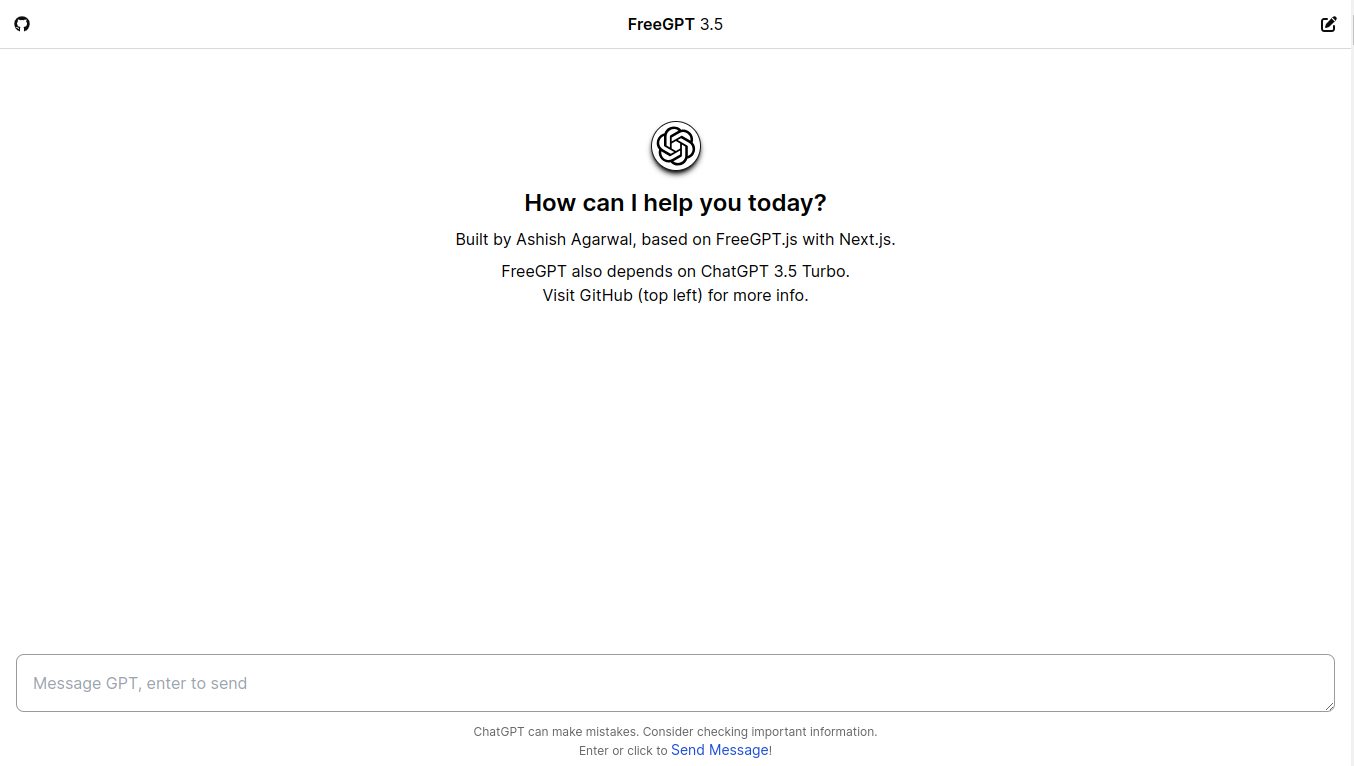 FreeGPT 3.5
How can I help you today?
Built by Ashish Agarwal, based on FreeGPT.js with Next.js.
FreeGPT also depends on ChatGPT 3.5 Turbo.
Visit GitHub (top left) for more info.
Message GPT, enter to send
ChatGPT can make mistakes. Consider checking important information.
Enter or click to Send Message!